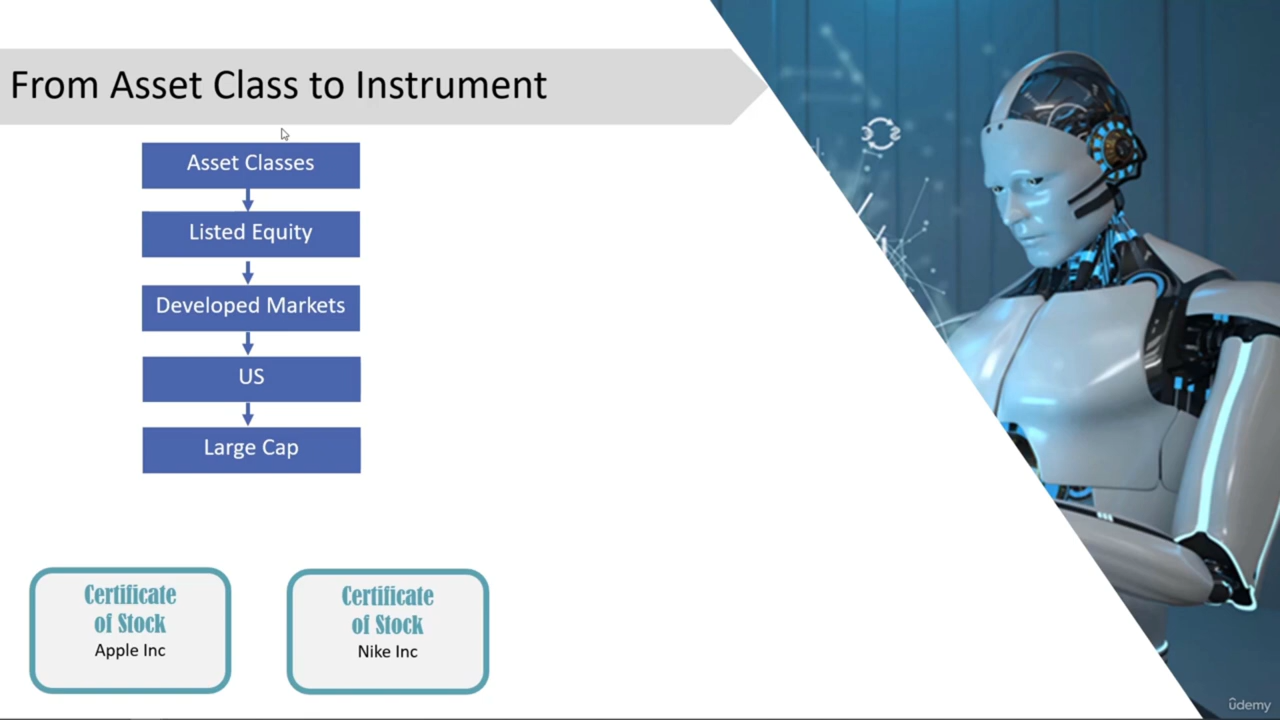 From Asset Class to Instrument
Asset Classes
Listed Equity
Developed Markets
US
Large Cap
Certificate
of Stock
Apple Inc
Certificate
of Stock
Nike Inc
ûdemy